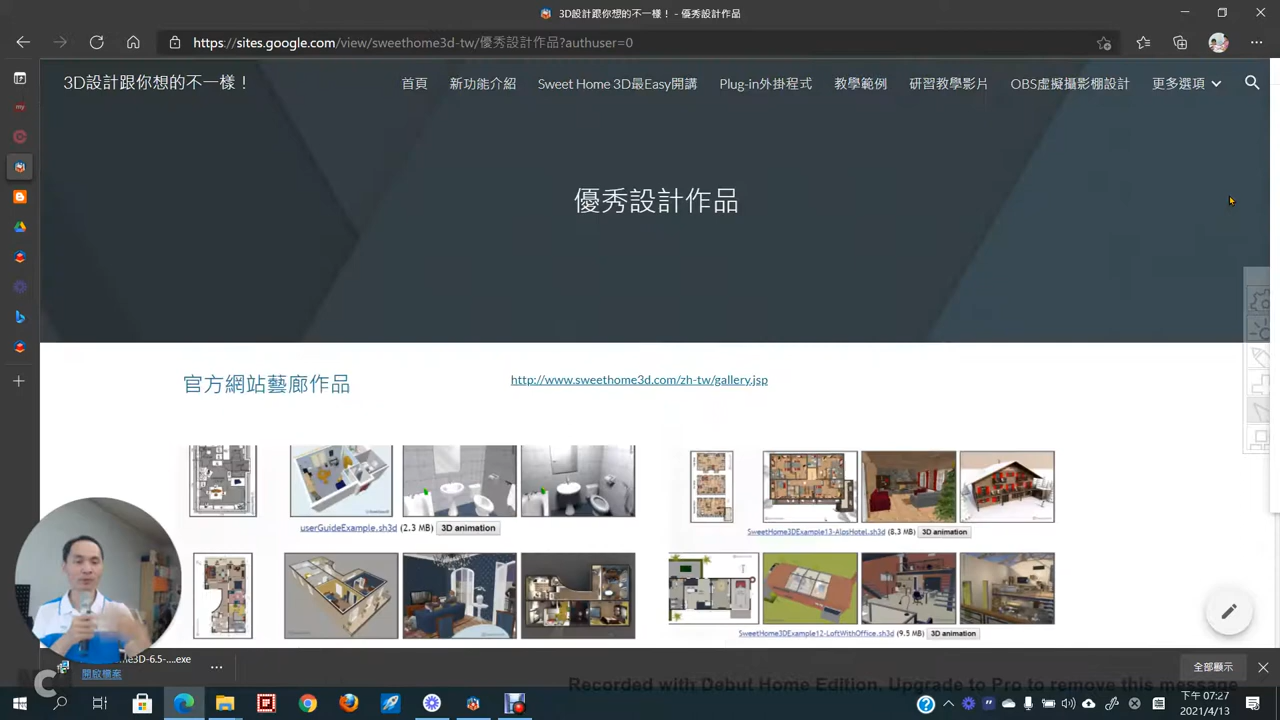 3D設計跟你想的不一樣！ - 優秀設計作品
https://sites.google.com/view/sweethome3d-tw/優秀設計作品?authuser=0
3D設計跟你想的不一樣！
首頁 新功能介紹 Sweet Home 3D最Easy開講 Plug-in外掛程式 教學範例 研習教學影片 OBS虛擬攝影棚設計 更多選項
my
優秀設計作品
官方網站藝廊作品
http://www.sweethome3d.com/zh-tw/gallery.jsp
userGuideExample.sh3d (2.3 MB) 3D animation
SweetHome3DExample13-AlpsHotel.sh3d (8.3 MB) 3D animation
SweetHome3DExample12-LoftWithOffice.sh3d (9.5 MB) 3D animation
e3D-6.5-....exe
開啟檔案
全部顯示
Recorded with Debut Home Edition. Upgrade to Pro to remove this message
下午 07:27
2021/4/13